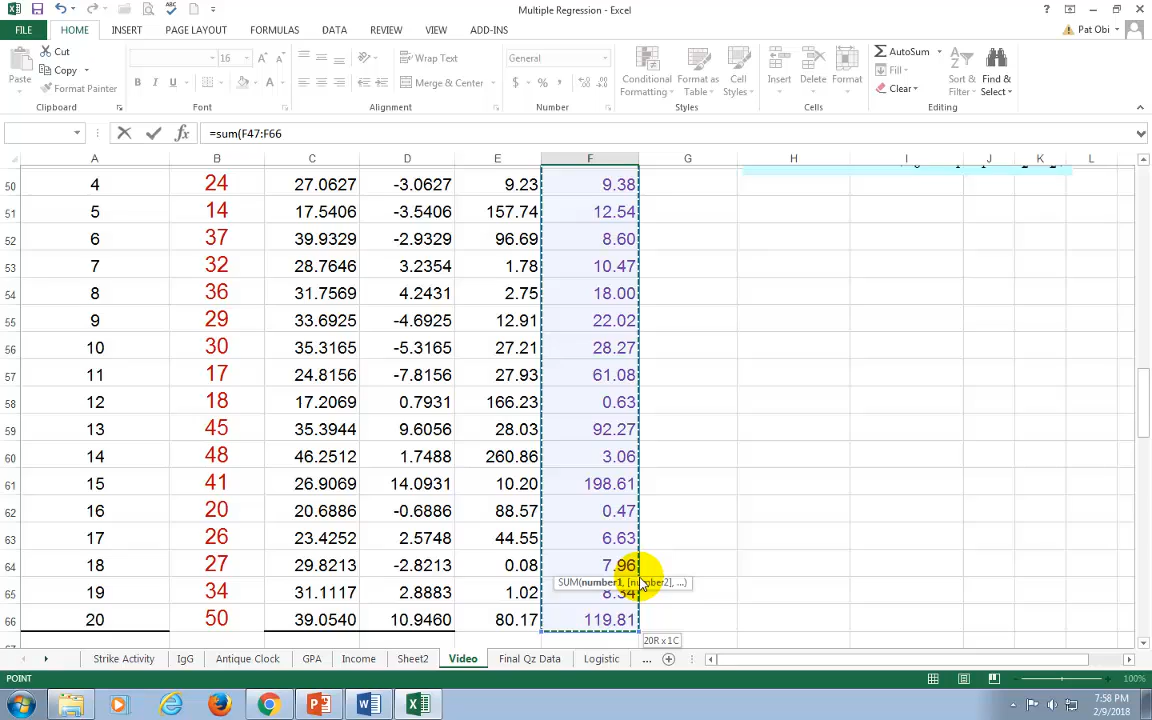 Multiple Regression - Excel
FILE HOME INSERT PAGE LAYOUT FORMULAS DATA REVIEW VIEW ADD-INS Pat Obi
Paste Cut Copy Format Painter
16
Wrap Text
Merge & Center
General
$ % ,
Conditional Formatting Format as Table Cell Styles
Insert Delete Format
AutoSum Fill Clear
Sort & Filter Find & Select
Clipboard Font Alignment Number Styles Cells Editing
=sum(F47:F66
A B C D E F G H I J K L
50 4 24 27.0627 -3.0627 9.23 9.38
51 5 14 17.5406 -3.5406 157.74 12.54
52 6 37 39.9329 -2.9329 96.69 8.60
53 7 32 28.7646 3.2354 1.78 10.47
54 8 36 31.7569 4.2431 2.75 18.00
55 9 29 33.6925 -4.6925 12.91 22.02
56 10 30 35.3165 -5.3165 27.21 28.27
57 11 17 24.8156 -7.8156 27.93 61.08
58 12 18 17.2069 0.7931 166.23 0.63
59 13 45 35.3944 9.6056 28.03 92.27
60 14 48 46.2512 1.7488 260.86 3.06
61 15 41 26.9069 14.0931 10.20 198.61
62 16 20 20.6886 -0.6886 88.57 0.47
63 17 26 23.4252 2.5748 44.55 6.63
64 18 27 29.8213 -2.8213 0.08 7.96
SUM(number1, [number2], ...)
65 19 34 31.1117 2.8883 1.02 8.34
66 20 50 39.0540 10.9460 80.17 119.81
20R x 1C
Strike Activity IgG Antique Clock GPA Income Sheet2 Video Final Qz Data Logistic ...
POINT 100%
7:58 PM
2/9/2018